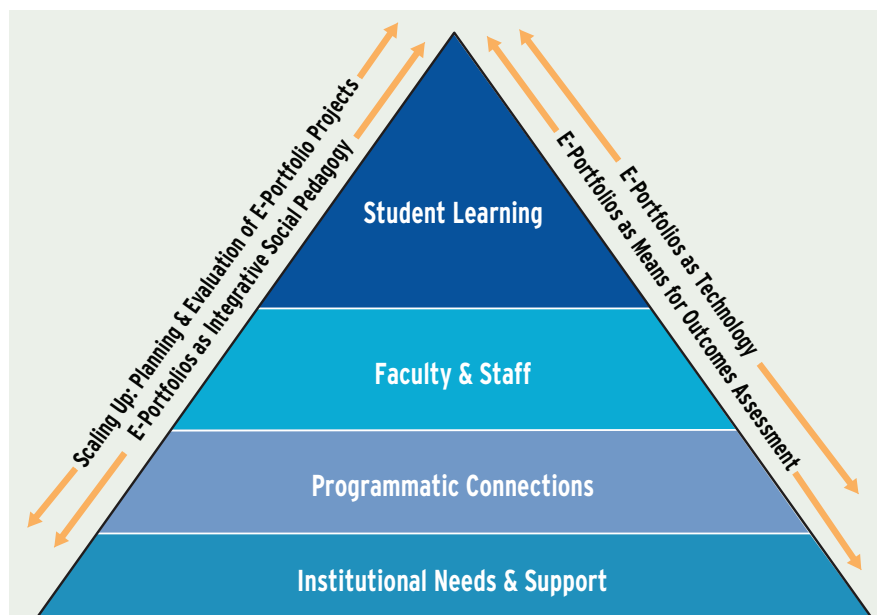 Scaling Up: Planning & Evaluation of E-Portfolio Projects
E-Portfolios as Integrative Social Pedagogy
E-Portfolios as Technology
E-Portfolios as Means for Outcomes Assessment
Student Learning
Faculty & Staff
Programmatic Connections
Institutional Needs & Support